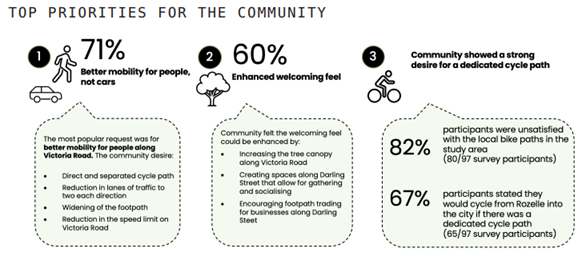 TOP PRIORITIES FOR THE COMMUNITY
1
71%
Better mobility for people,
not cars
The most popular request was for
better mobility for people along
Victoria Road. The community desire:
• Direct and separated cycle path
• Reduction in lanes of traffic to
two each direction
• Widening of the footpath
• Reduction in the speed limit on
Victoria Road
2
60%
Enhanced welcoming feel
Community felt the welcoming feel
could be enhanced by:
• Increasing the tree canopy
along Victoria Road
• Creating spaces along Darling
Street that allow for gathering
and socialising
• Encouraging footpath trading
for businesses along Darling
Steet
3
Community showed a strong
desire for a dedicated cycle path
82%
participants were unsatisfied
with the local bike paths in the
study area
(80/97 survey participants)
67%
participants stated they
would cycle from Rozelle into
the city if there was a
dedicated cycle path
(65/97 survey participants)